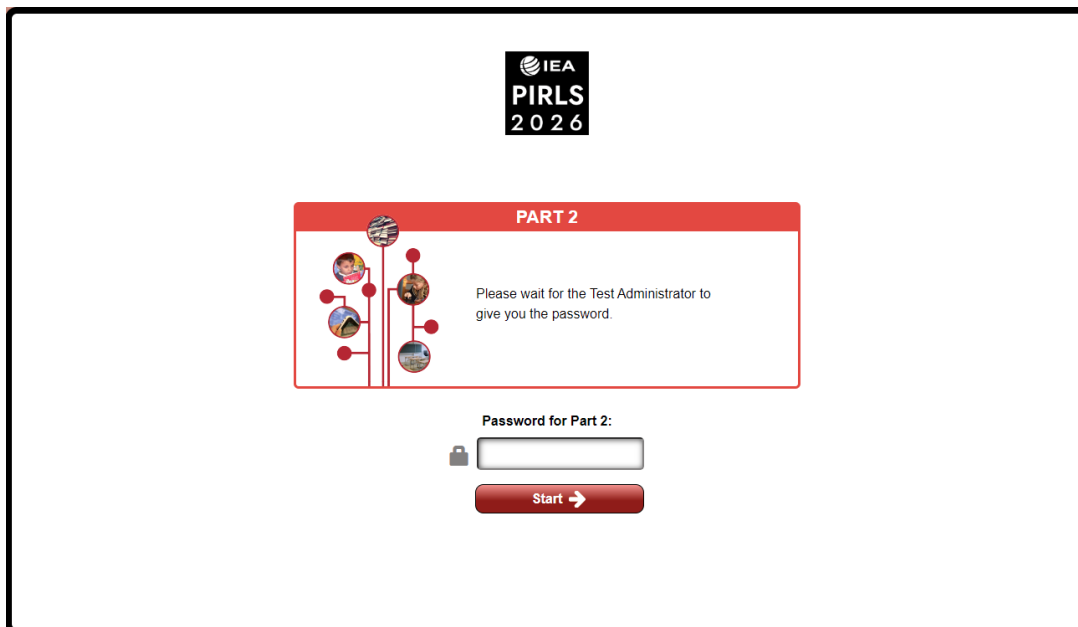 IEA
PIRLS
2026
PART 2
Please wait for the Test Administrator to
give you the password.
Password for Part 2:
Start